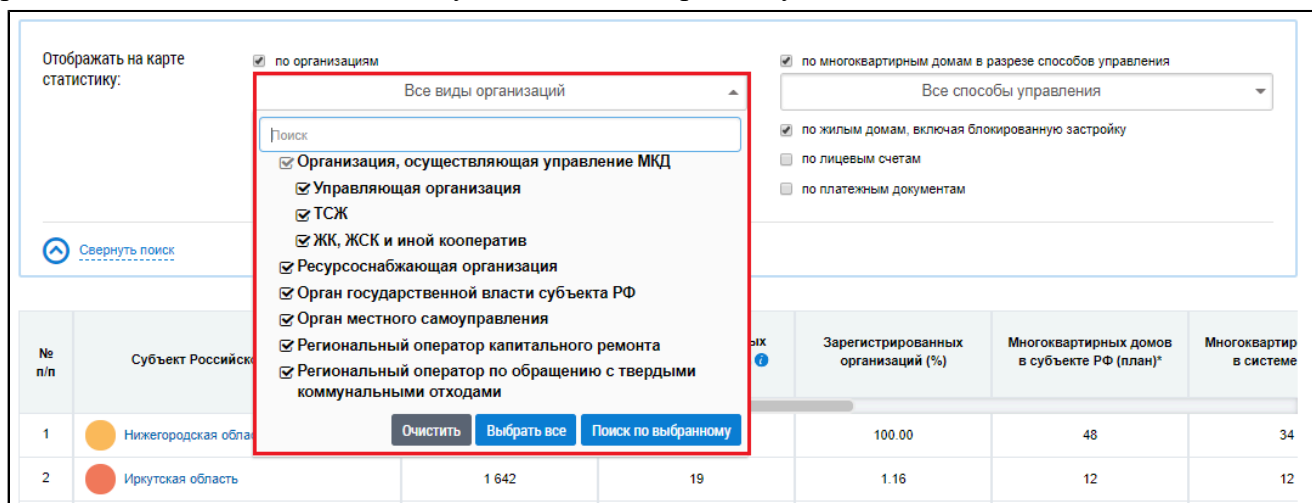 Отображать на карте
статистику:
по организациям
Все виды организаций
Поиск
Организация, осуществляющая управление МКД
Управляющая организация
ТСЖ
ЖК, ЖСК и иной кооператив
Ресурсоснабжающая организация
Орган государственной власти субъекта РФ
Орган местного самоуправления
Региональный оператор капитального ремонта
Региональный оператор по обращению с твердыми
коммунальными отходами
Очистить Выбрать все Поиск по выбранному
по многоквартирным домам в разрезе способов управления
Все способы управления
по жилым домам, включая блокированную застройку
по лицевым счетам
по платежным документам
Свернуть поиск
№
п/п
Субъект Российск
ых
Зарегистрированных
организаций (%)
Многоквартирных домов
в субъекте РФ (план)*
Многоквартир
в системе
1 Нижегородская облас 100.00 48 34
2 Иркутская область 1 642 19 1.16 12 12